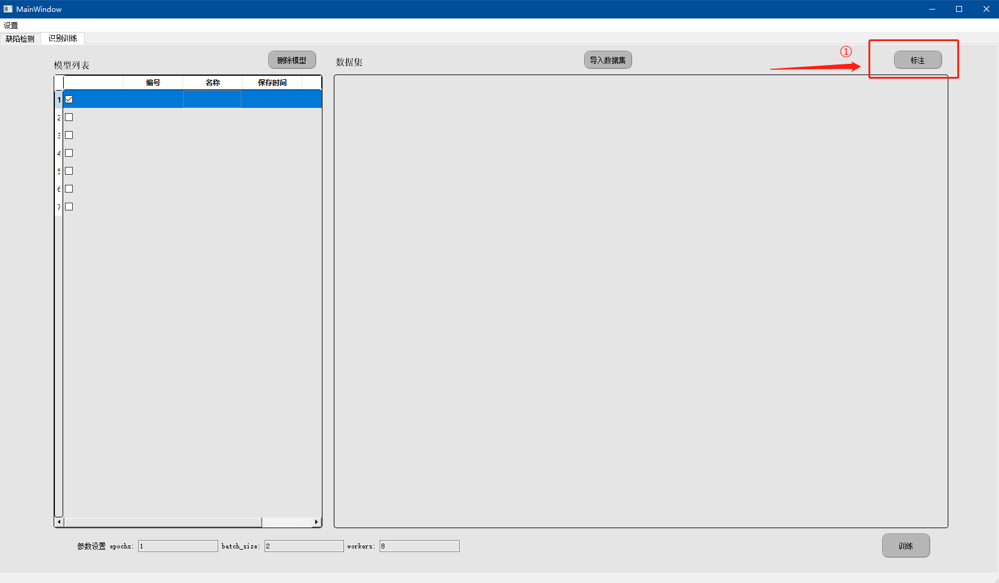 MainWindow
设置
缺陷检测 识别训练
模型列表 删除模型 数据集 导入数据集 ① 标注
编号 名称 保存时间
1
2
3
4
5
6
7
参数设置 epochs: 1 batch_size: 2 workers: 8 训练